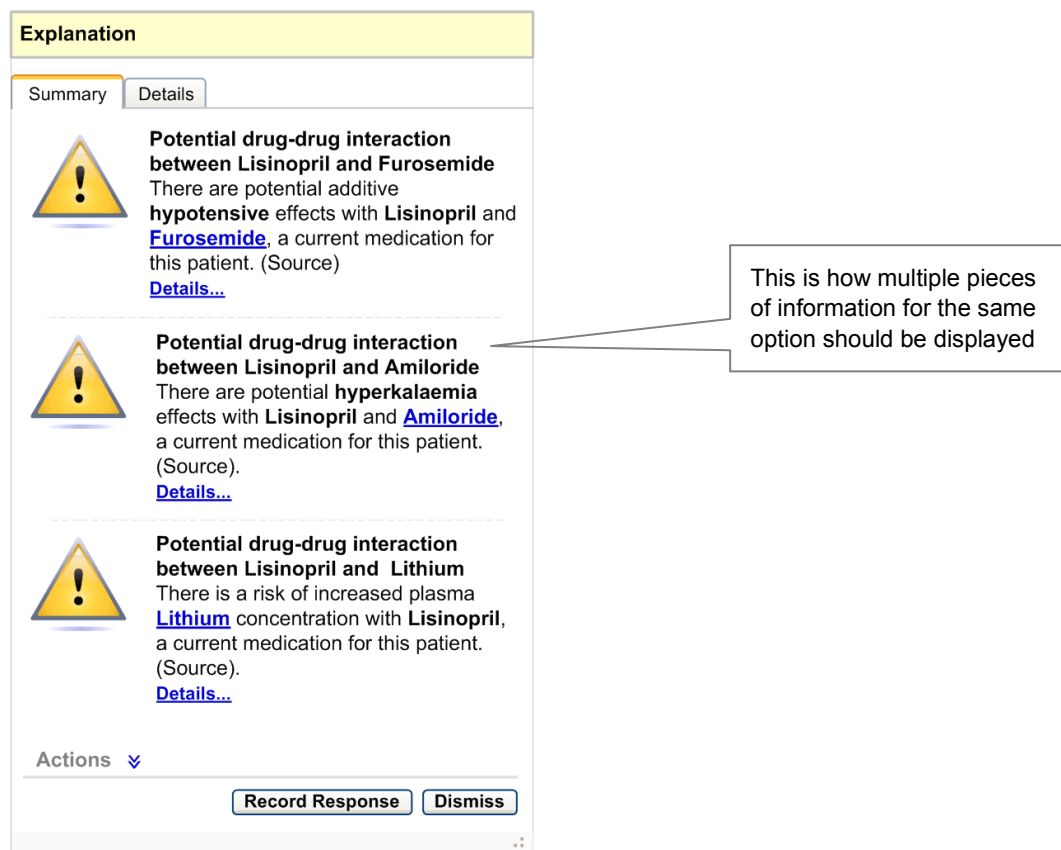 Explanation
Summary
Details
Potential drug-drug interaction
between Lisinopril and Furosemide
There are potential additive
hypotensive effects with Lisinopril and
Furosemide, a current medication for
this patient. (Source)
Details...
This is how multiple pieces
of information for the same
option should be displayed
Potential drug-drug interaction
between Lisinopril and Amiloride
There are potential hyperkalaemia
effects with Lisinopril and Amiloride,
a current medication for this patient.
(Source).
Details...
Potential drug-drug interaction
between Lisinopril and  Lithium
There is a risk of increased plasma
Lithium concentration with Lisinopril,
a current medication for this patient.
(Source).
Details...
Actions
Record Response
Dismiss